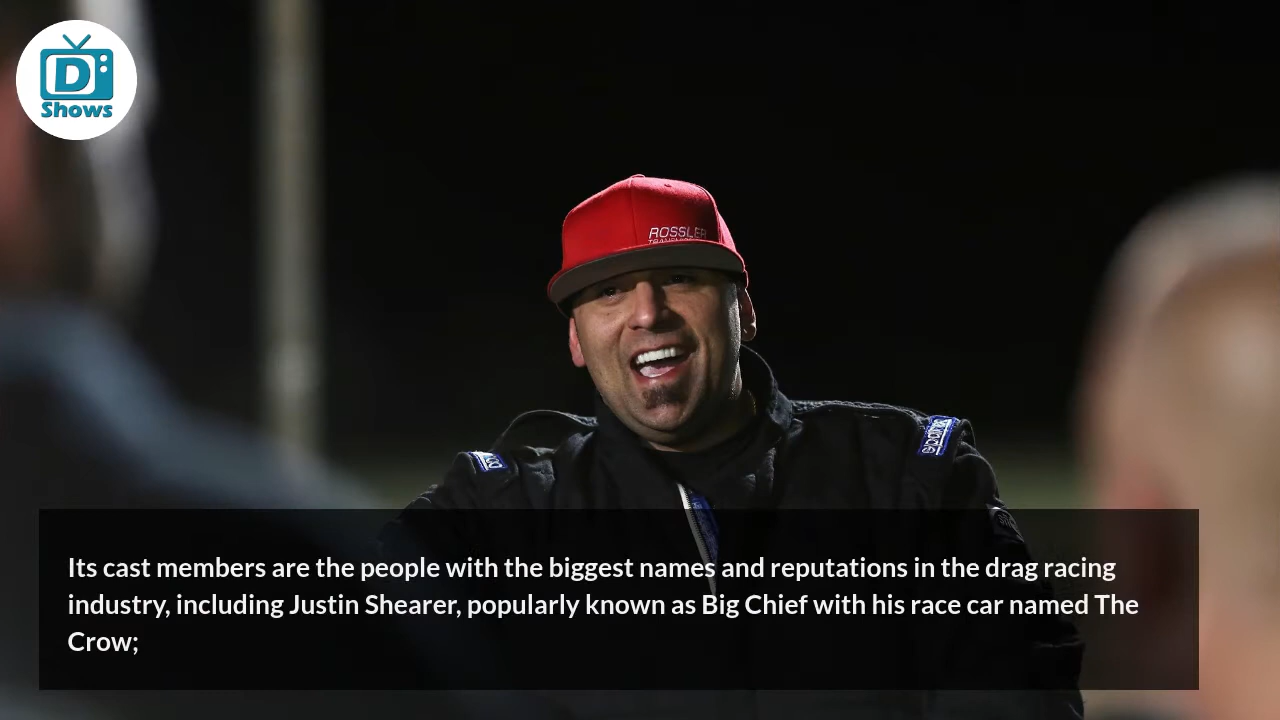 D
Shows
ROSSLER
Its cast members are the people with the biggest names and reputations in the drag racing
industry, including Justin Shearer, popularly known as Big Chief with his race car named The
Crow;